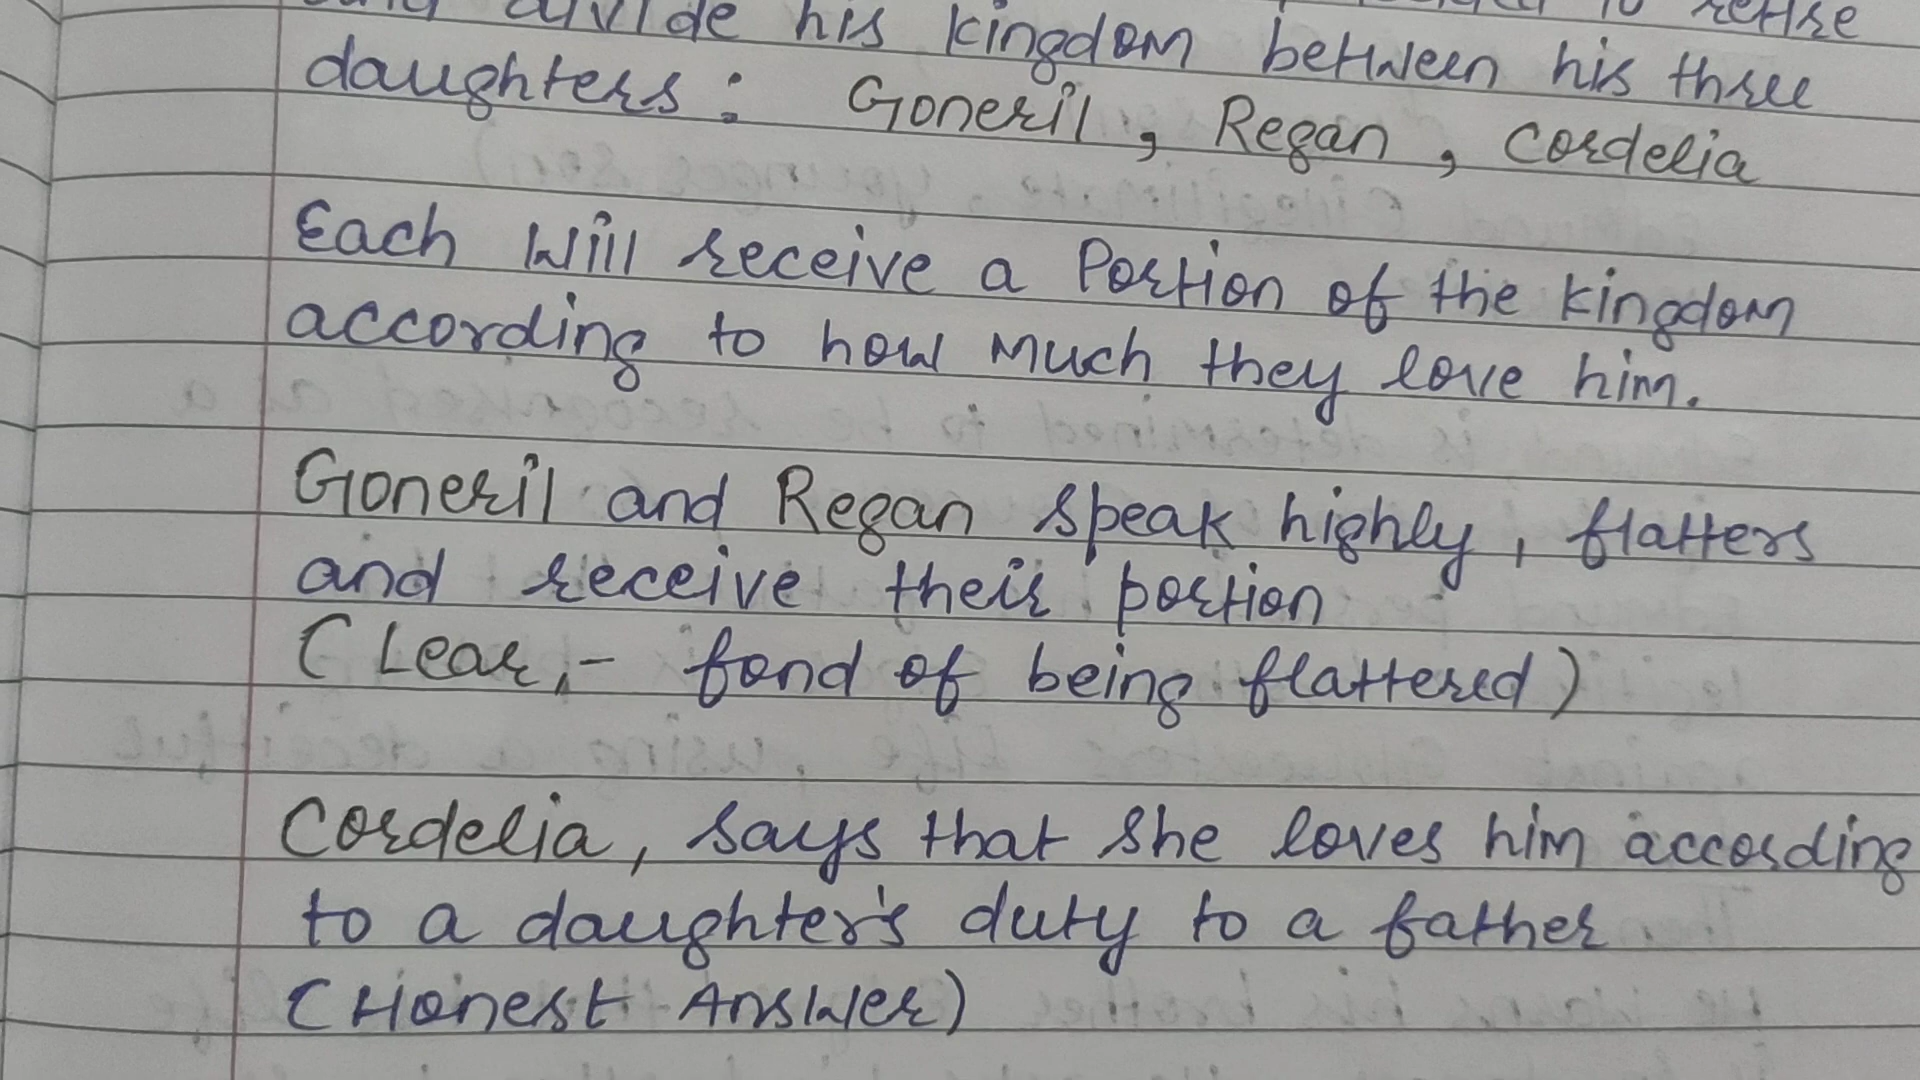 and divide his kingdom between his three
daughters: Goneril, Regan, Cordelia
Each will receive a Portion of the kingdom
according to how much they love him.
Goneril and Regan speak highly, flatters
and receive their portion
(Lear,- fond of being flattered)
Cordelia, says that she loves him according
to a daughter's duty to a father
(Honest Answer)